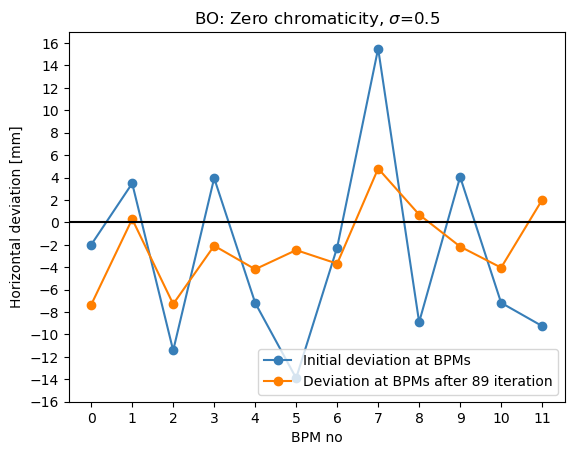 BO: Zero chromaticity, σ=0.5
Horizontal deviation [mm]
16
14
12
10
8
6
4
2
0
−2
−4
−6
−8
−10
−12
−14
−16
Initial deviation at BPMs
Deviation at BPMs after 89 iteration
0 1 2 3 4 5 6 7 8 9 10 11
BPM no